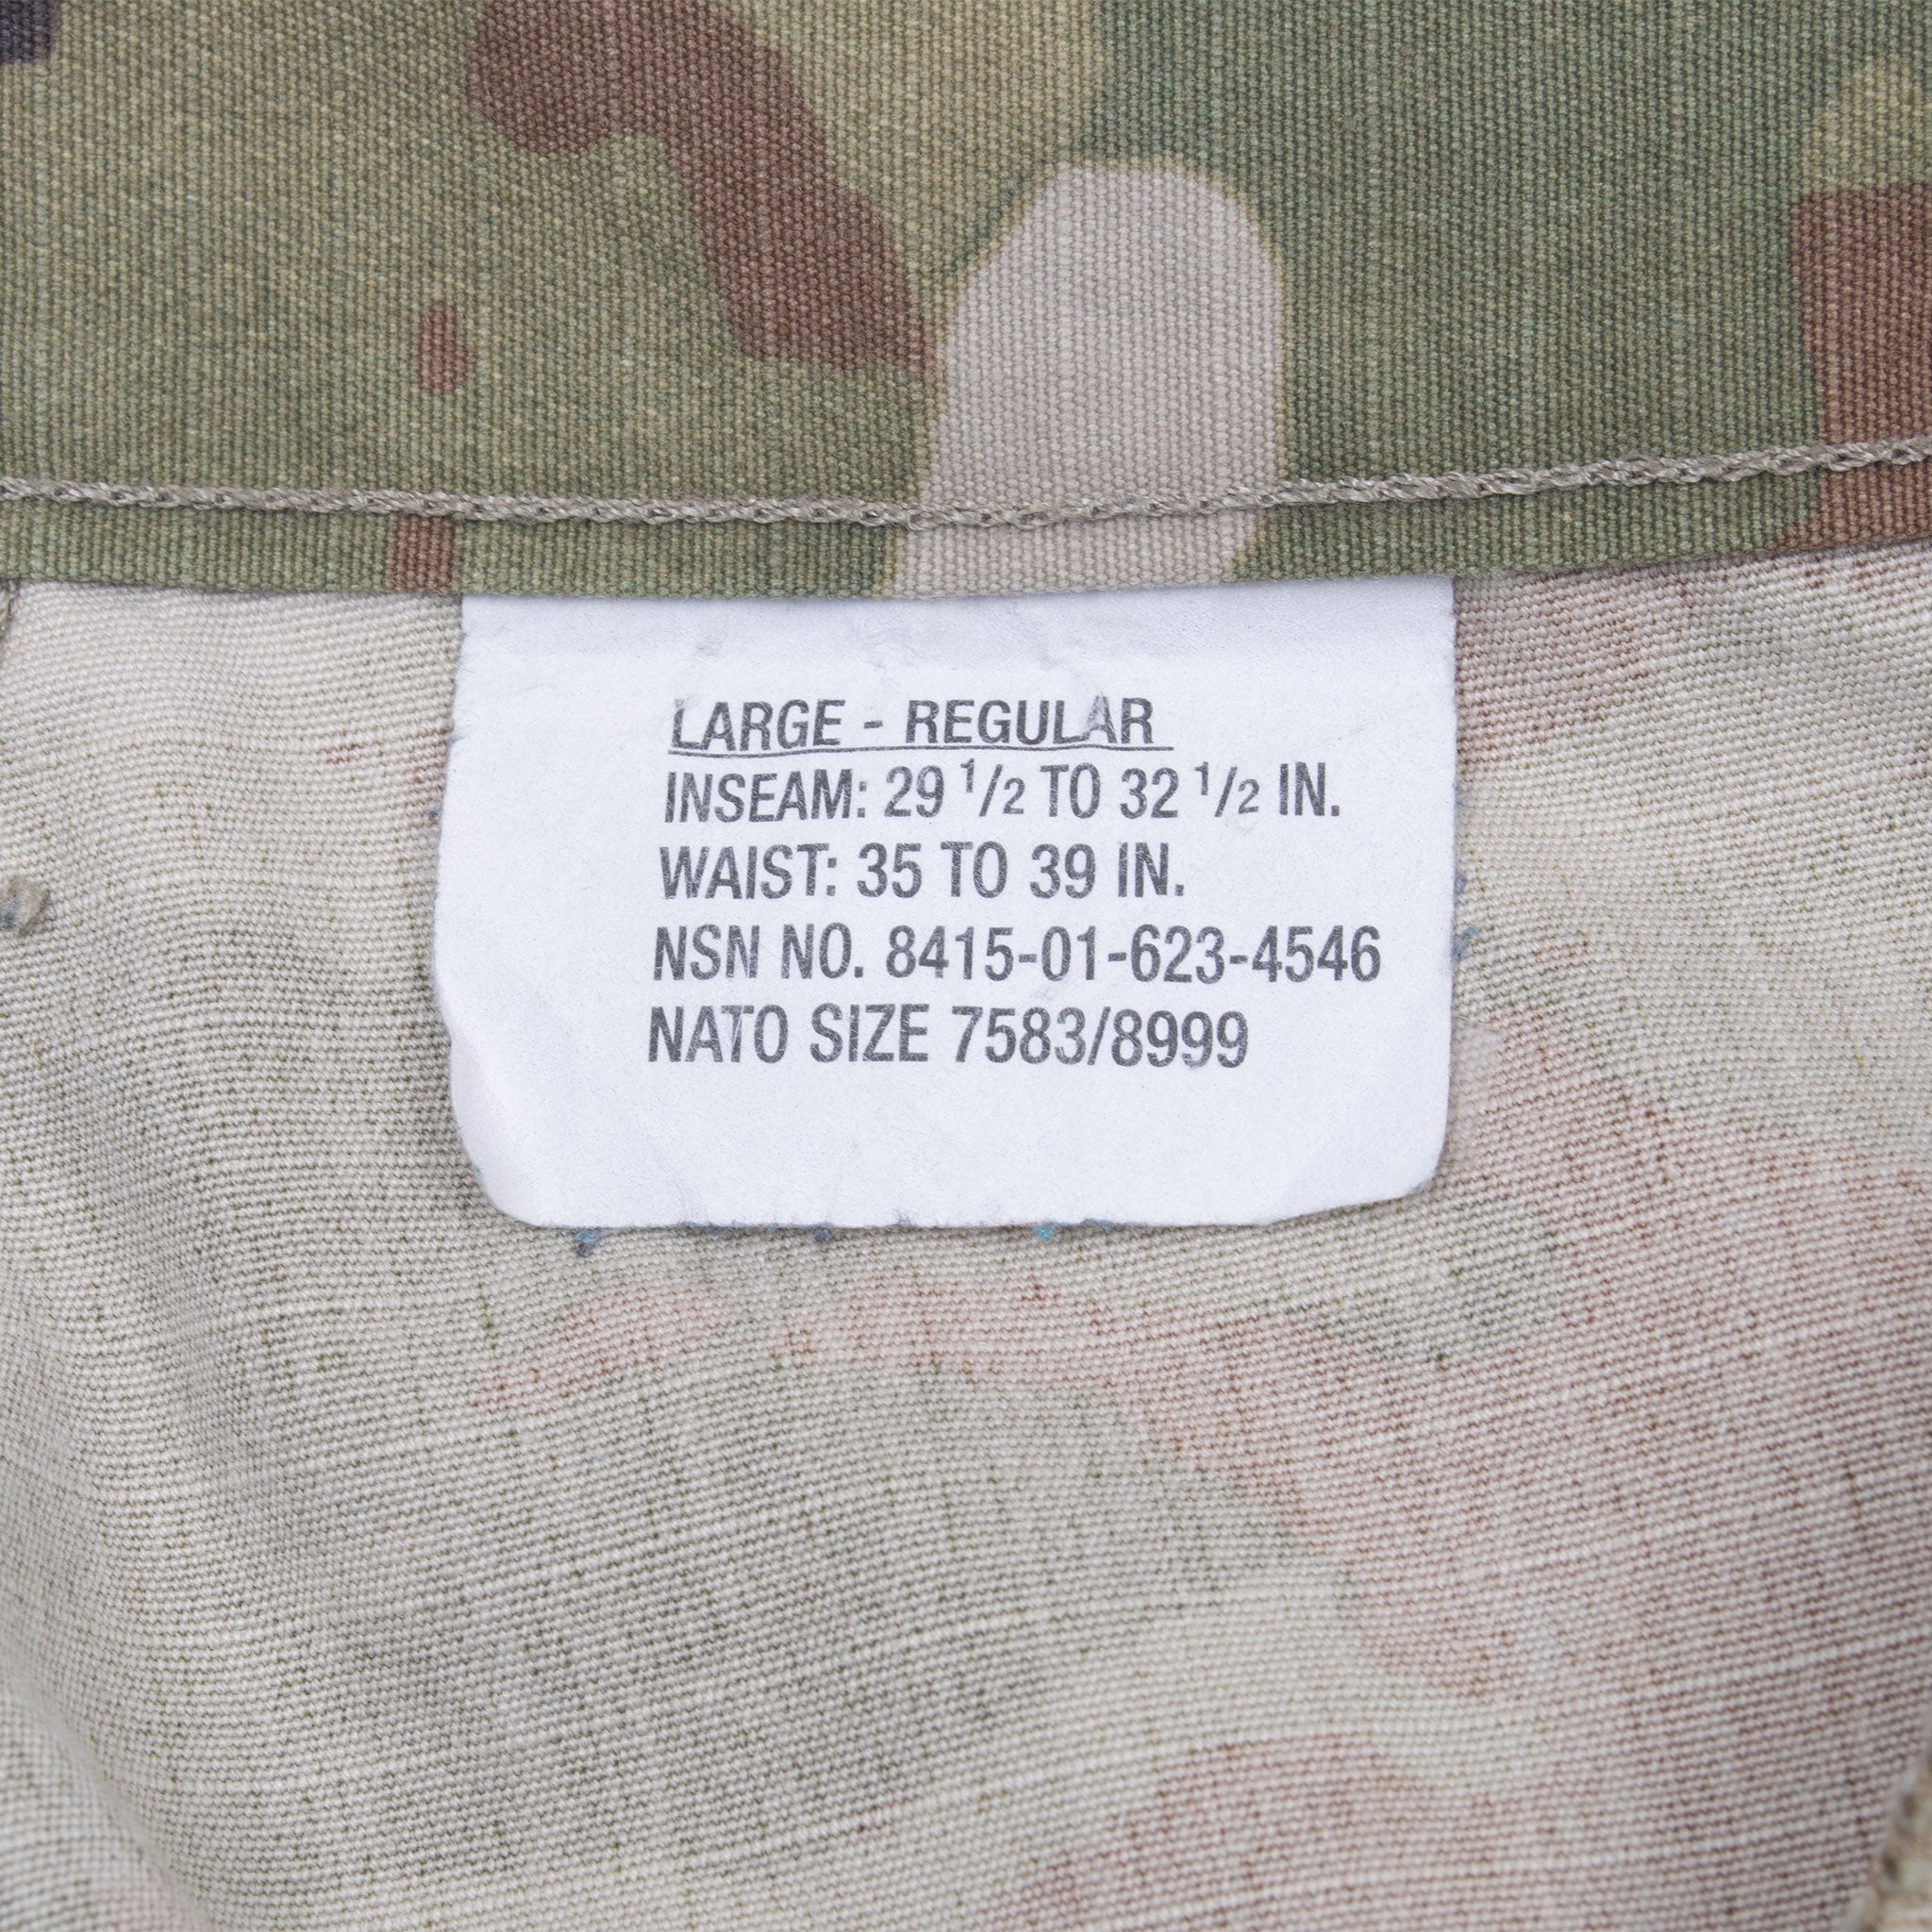 LARGE - REGULAR
INSEAM: 29 1/2 TO 32 1/2 IN.
WAIST: 35 TO 39 IN.
NSN NO. 8415-01-623-4546
NATO SIZE 7583/8999